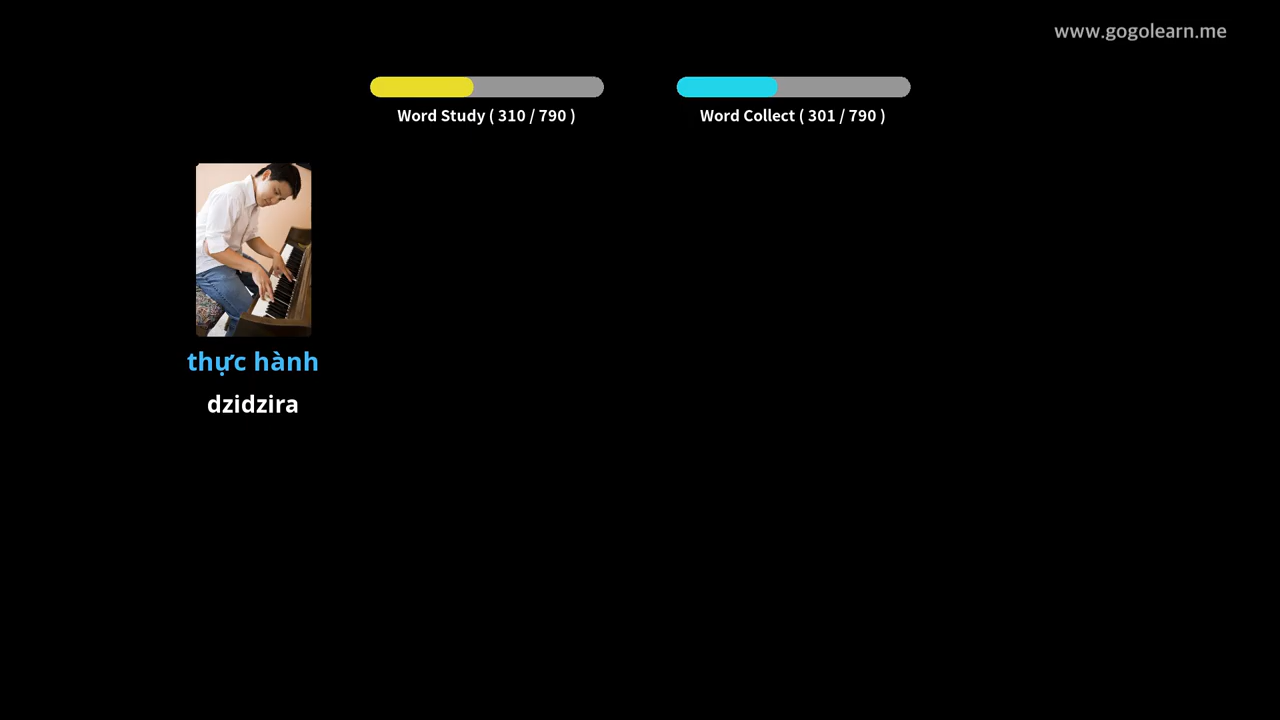 www.gogolearn.me
Word Study ( 310 / 790 )
Word Collect ( 301 / 790 )
thực hành
dzidzira